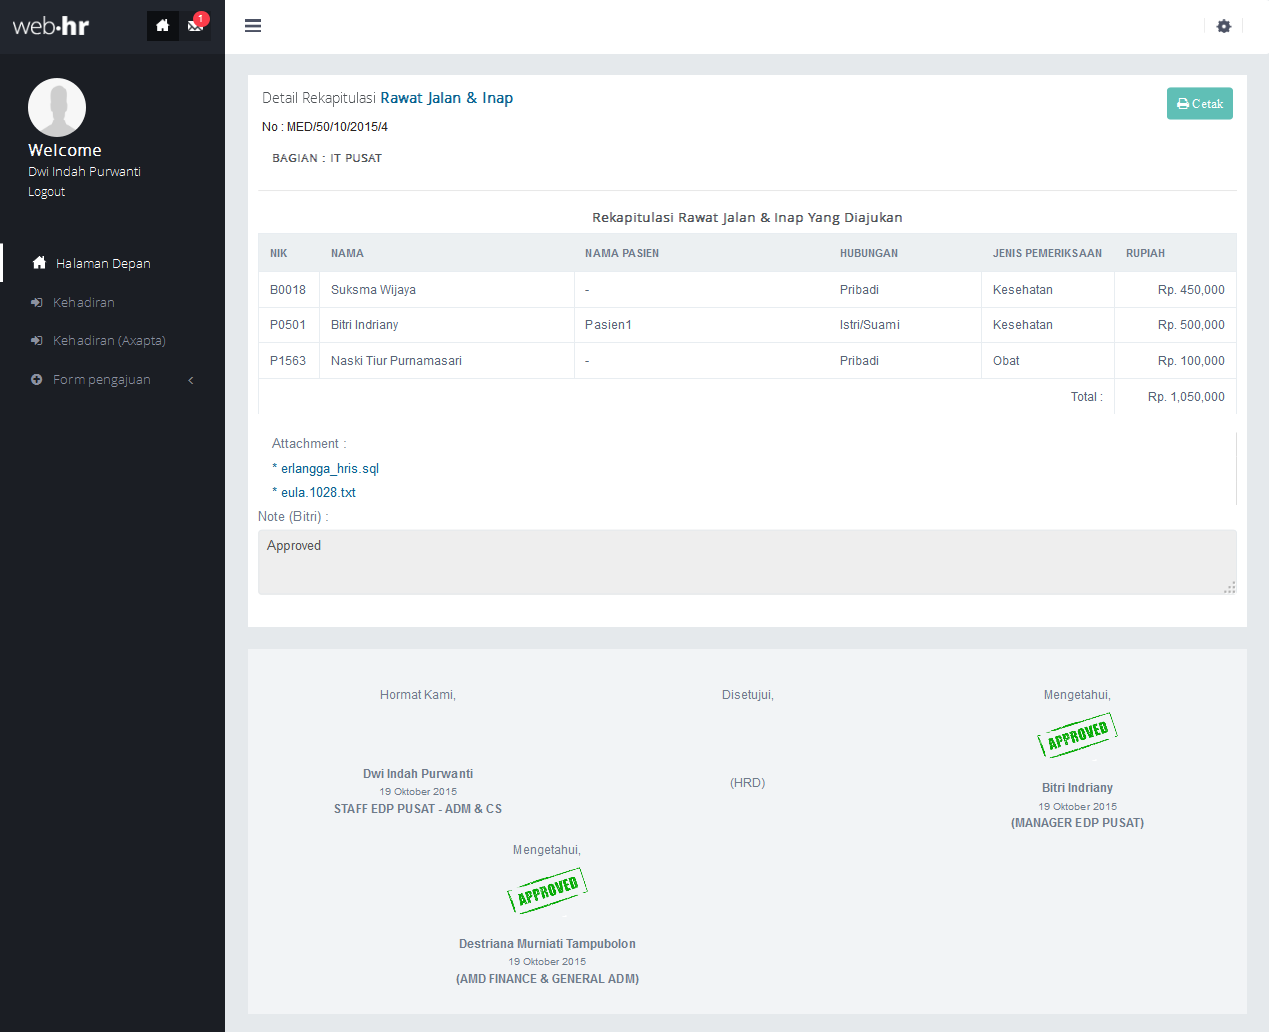 web·hr
1
Welcome
Dwi Indah Purwanti
Logout
Halaman Depan
Kehadiran
Kehadiran (Axapta)
Form pengajuan
Detail Rekapitulasi Rawat Jalan & Inap
Cetak
No : MED/50/10/2015/4
BAGIAN : IT PUSAT
Rekapitulasi Rawat Jalan & Inap Yang Diajukan
NIK NAMA NAMA PASIEN HUBUNGAN JENIS PEMERIKSAAN RUPIAH
B0018 Suksma Wijaya - Pribadi Kesehatan Rp. 450,000
P0501 Bitri Indriany Pasien1 Istri/Suami Kesehatan Rp. 500,000
P1563 Naski Tiur Purnamasari - Pribadi Obat Rp. 100,000
Total : Rp. 1,050,000
Attachment :
* erlangga_hris.sql
* eula.1028.txt
Note (Bitri) :
Approved
Hormat Kami, Disetujui, Mengetahui,
APPROVED
Dwi Indah Purwanti (HRD) Bitri Indriany
19 Oktober 2015 19 Oktober 2015
STAFF EDP PUSAT - ADM & CS (MANAGER EDP PUSAT)
Mengetahui,
APPROVED
Destriana Murniati Tampubolon
19 Oktober 2015
(AMD FINANCE & GENERAL ADM)